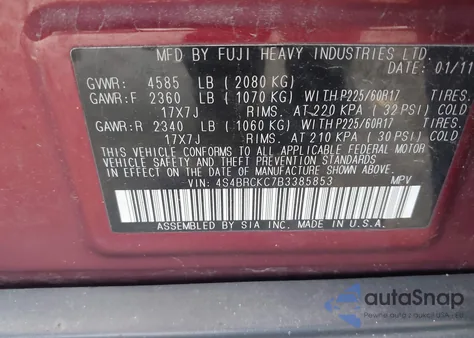 MFD BY FUJI HEAVY INDUSTRIES LTD.
DATE: 01/11
GVWR: 4585 LB (2080 KG)
GAWR:F 2360 LB (1070 KG) WITH P225/60R17 TIRES.
17X7J RIMS. AT 220 KPA (32 PSI) COLD
GAWR:R 2340 LB (1060 KG) WITH P225/60R17 TIRES.
17X7J RIMS. AT 210 KPA (30 PSI) COLD
THIS VEHICLE CONFORMS TO ALL APPLICABLE FEDERAL MOTOR
VEHICLE SAFETY AND THEFT PREVENTION STANDARDS
IN EFFECT ON THE DATE OF MANUFACTURE SHOWN ABOVE.
VIN: 4S4BRCKC7B3385853 MPV
ASSEMBLED BY SIA INC. MADE IN U.S.A.
autoSnap